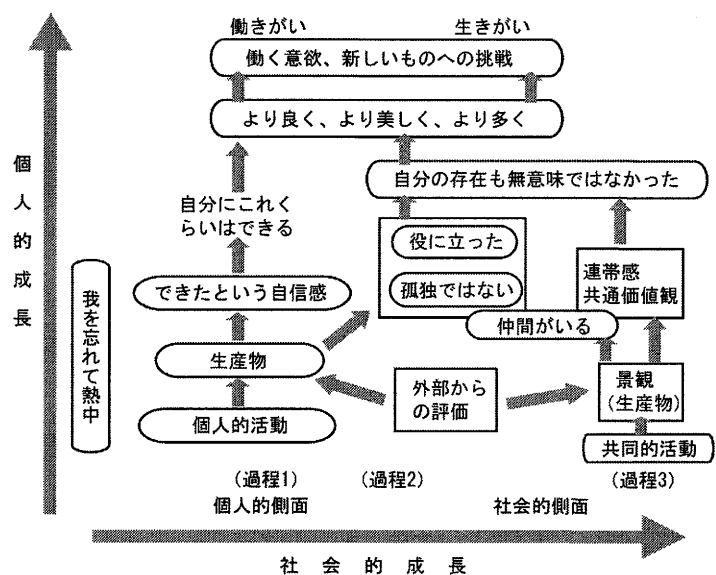 働きがい
生きがい
働く意欲、新しいものへの挑戦
より良く、より美しく、より多く
自分の存在も無意味ではなかった
自分にこれく
らいはできる
役に立った
孤独ではない
連帯感
共通価値観
できたという自信感
仲間がいる
生産物
外部から
の評価
景観
(生産物)
個人的活動
共同的活動
我を忘れて熱中
(過程1)
(過程2)
(過程3)
個人的側面
社会的側面
個人的成長
社会的成長